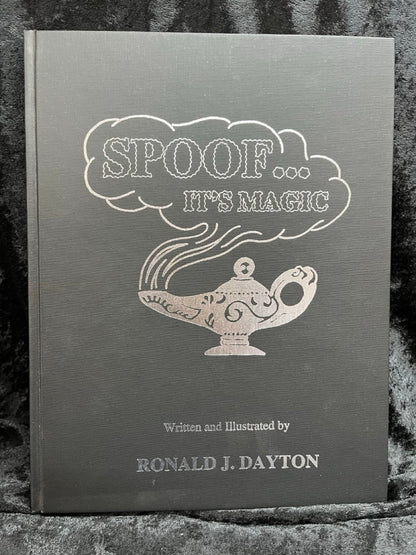 SPOOF...
IT'S MAGIC
Written and Illustrated by
RONALD J. DAYTON